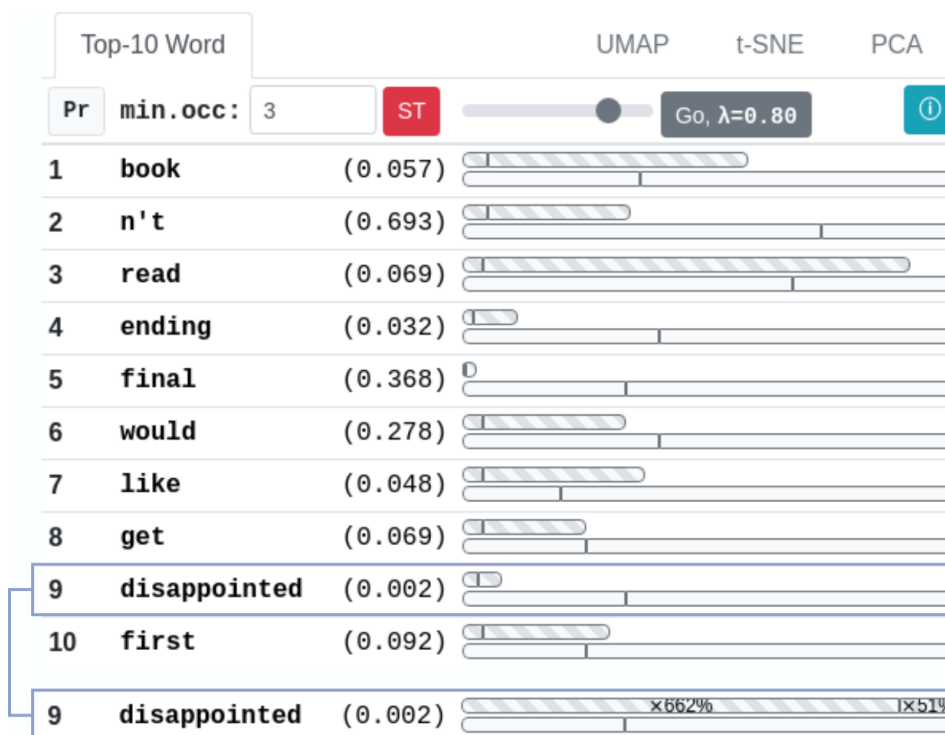 Top-10 Word UMAP t-SNE PCA
Pr min.occ: 3 ST Go, λ=0.80
1 book (0.057)
2 n't (0.693)
3 read (0.069)
4 ending (0.032)
5 final (0.368)
6 would (0.278)
7 like (0.048)
8 get (0.069)
9 disappointed (0.002)
10 first (0.092)
9 disappointed (0.002) ×662% ×51%